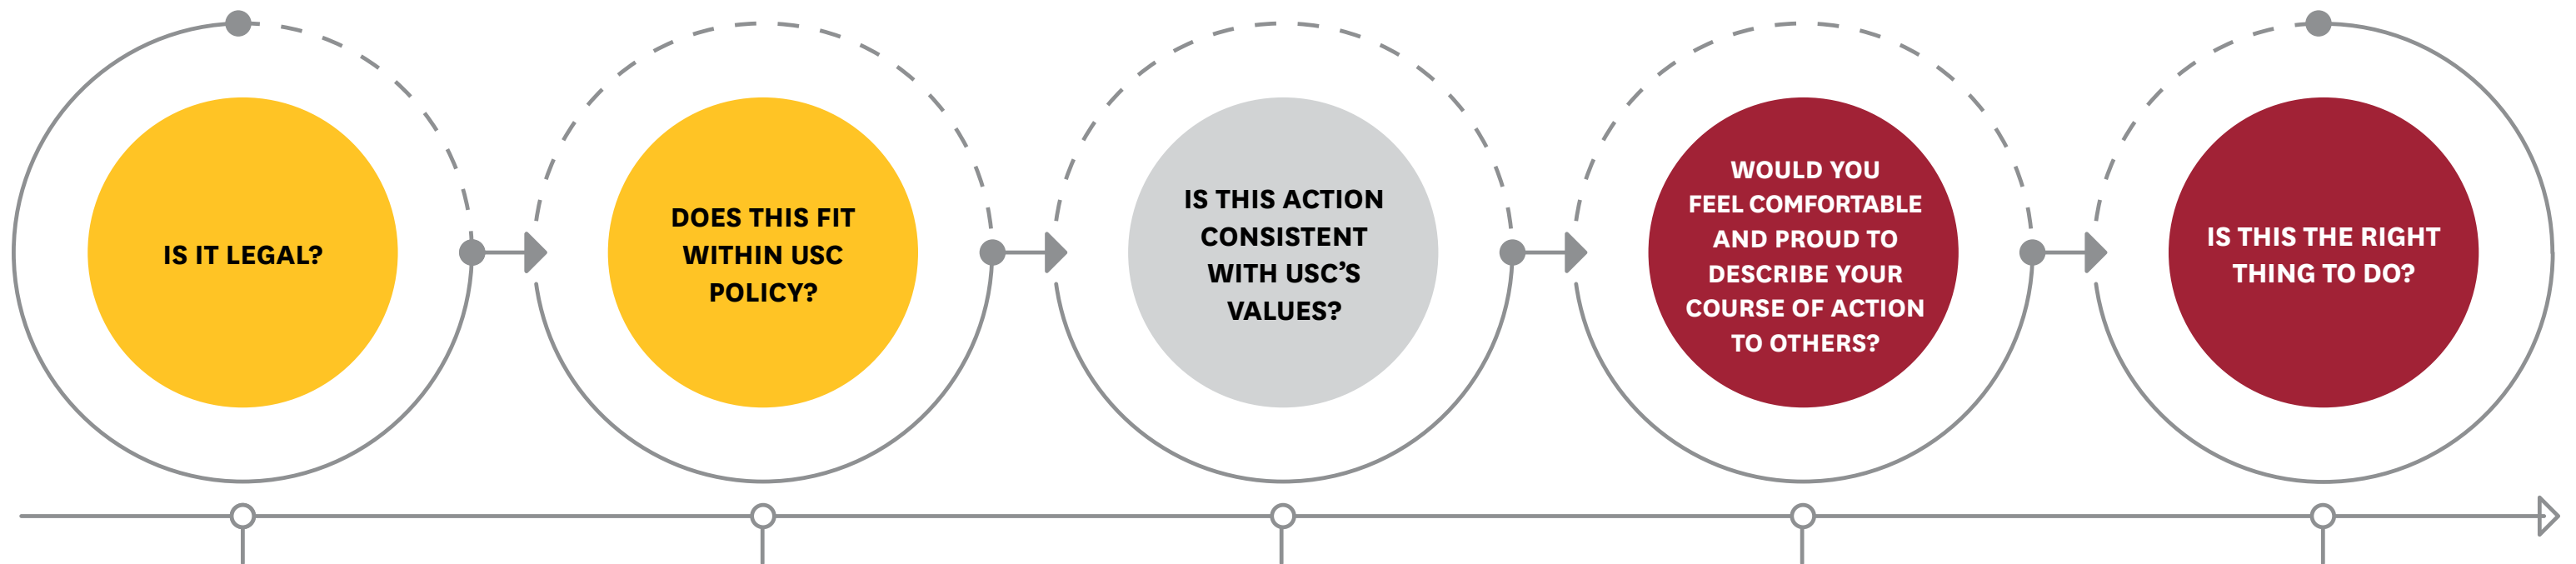 IS IT LEGAL?
DOES THIS FIT
WITHIN USC
POLICY?
IS THIS ACTION
CONSISTENT
WITH USC’S
VALUES?
WOULD YOU
FEEL COMFORTABLE
AND PROUD TO
DESCRIBE YOUR
COURSE OF ACTION
TO OTHERS?
IS THIS THE RIGHT
THING TO DO?